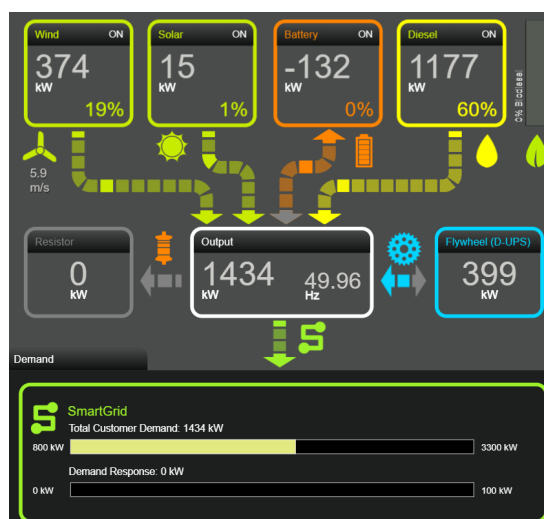 Wind ON
374
kW
19%
Solar ON
15
kW
1%
Battery ON
-132
kW
0%
Diesel ON
1177
kW
60%
0% Biodiesel
5.9
m/s
Resistor
0
kW
Output
1434
kW
49.96
Hz
Flywheel (D-UPS)
399
kW
Demand
SmartGrid
Total Customer Demand: 1434 kW
800 kW 3300 kW
Demand Response: 0 kW
0 kW 100 kW